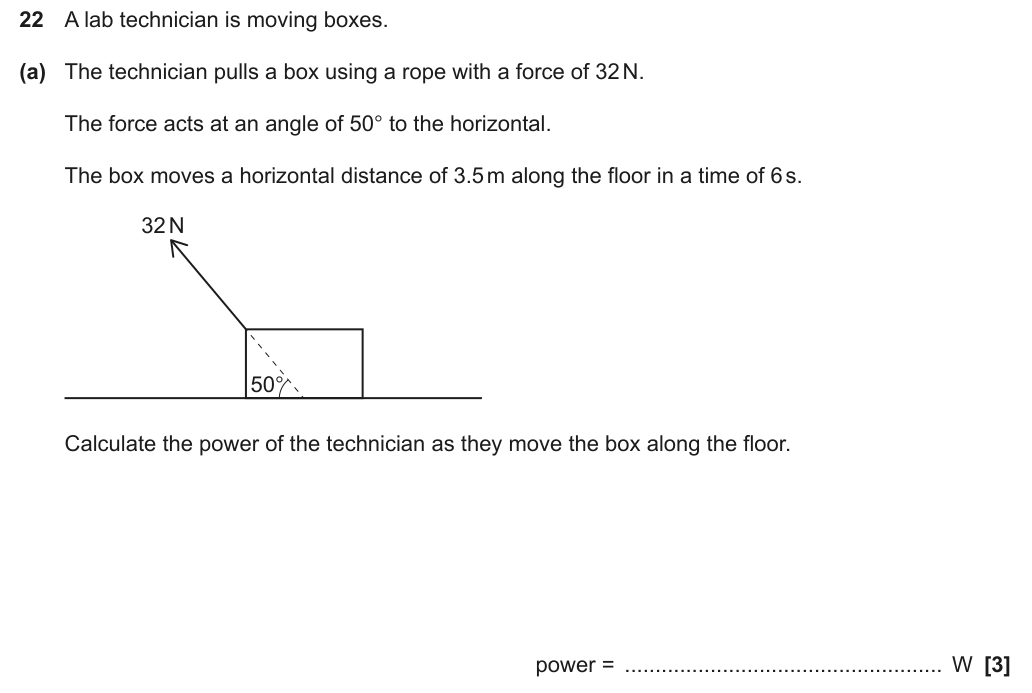 22 A lab technician is moving boxes.
(a) The technician pulls a box using a rope with a force of 32 N.
The force acts at an angle of 50° to the horizontal.
The box moves a horizontal distance of 3.5 m along the floor in a time of 6 s.
32 N
50°
Calculate the power of the technician as they move the box along the floor.
power = .................................................... W [3]